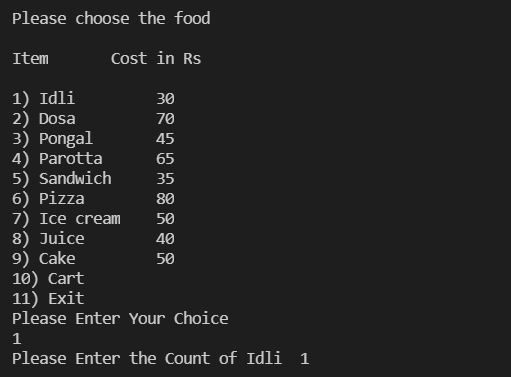 Please choose the food
Item Cost in Rs
1) Idli 30
2) Dosa 70
3) Pongal 45
4) Parotta 65
5) Sandwich 35
6) Pizza 80
7) Ice cream 50
8) Juice 40
9) Cake 50
10) Cart
11) Exit
Please Enter Your Choice
1
Please Enter the Count of Idli 1